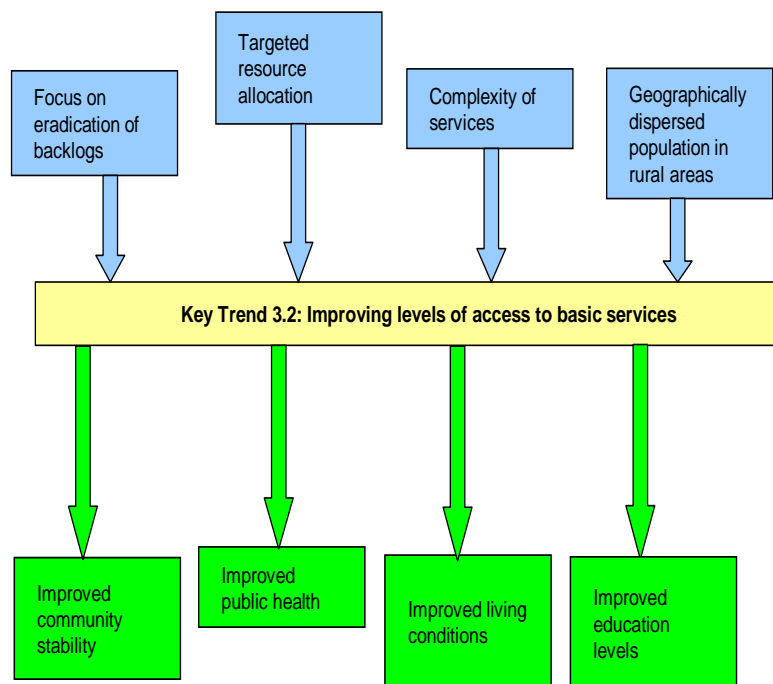 Focus on
eradication of
backlogs
Targeted
resource
allocation
Complexity of
services
Geographically
dispersed
population in
rural areas
Key Trend 3.2: Improving levels of access to basic services
Improved
community
stability
Improved
public health
Improved living
conditions
Improved
education
levels